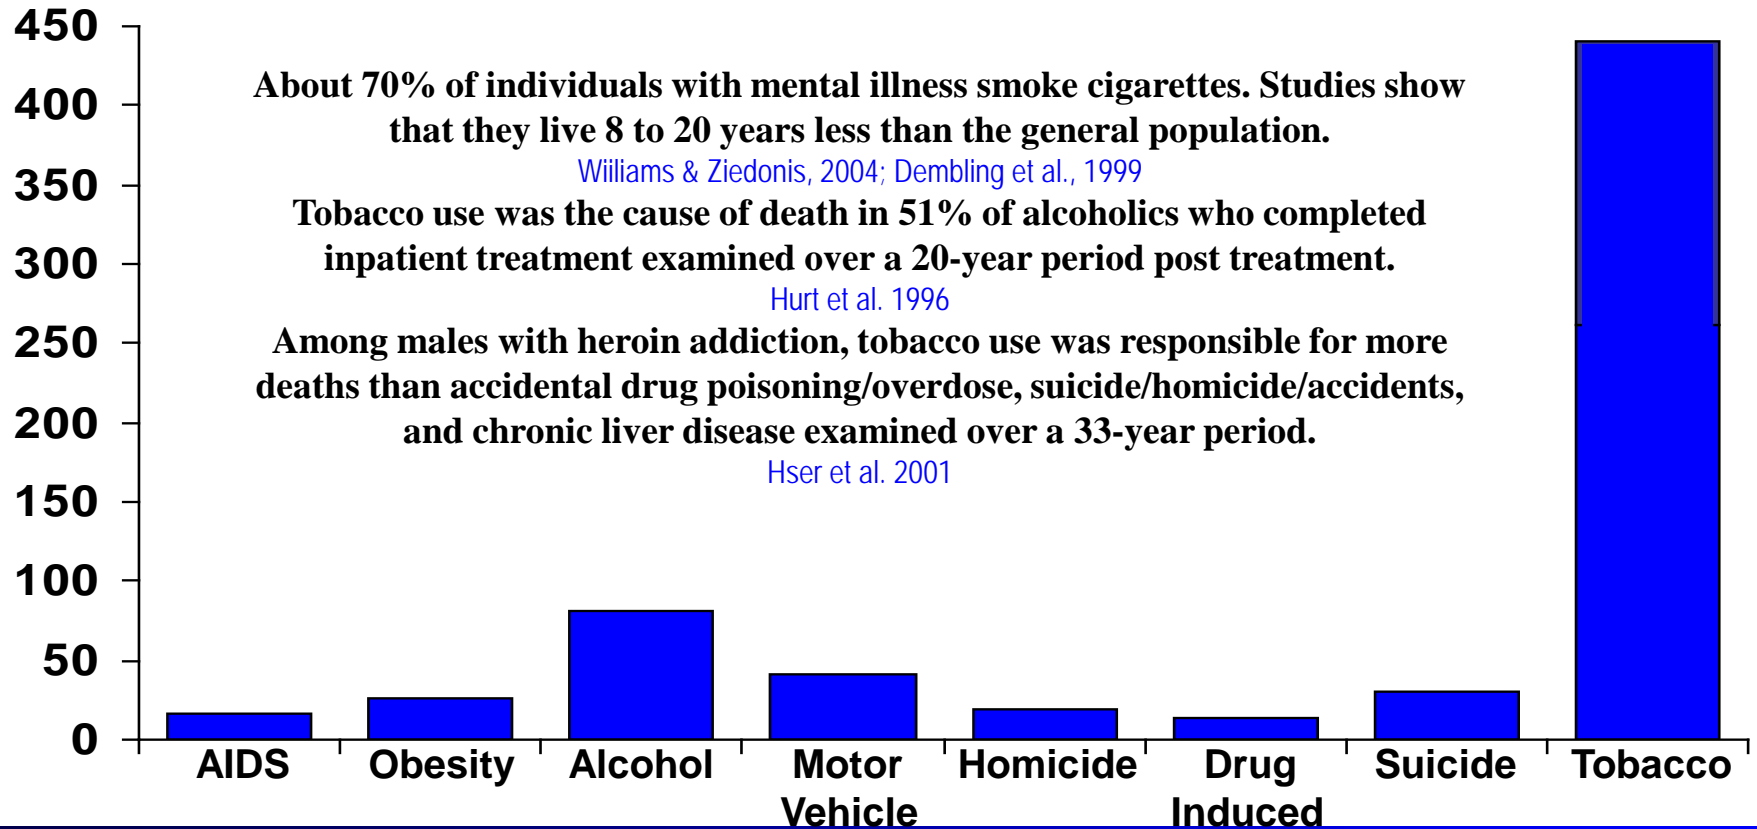 450
About 70% of individuals with mental illness smoke cigarettes. Studies show
400
that they live 8 to 20 years less than the general population.
Wiiliams & Ziedonis, 2004; Dembling et al., 1999
350
Tobacco use was the cause of death in 51% of alcoholics who completed
inpatient treatment examined over a 20-year period post treatment.
300
Hurt et al. 1996
Among males with heroin addiction, tobacco use was responsible for more
250
deaths than accidental drug poisoning/overdose, suicide/homicide/accidents,
200
and chronic liver disease examined over a 33-year period.
Hser et al. 2001
150
100
50
0
AIDS Obesity Alcohol Motor Homicide Drug Suicide Tobacco
Vehicle Induced